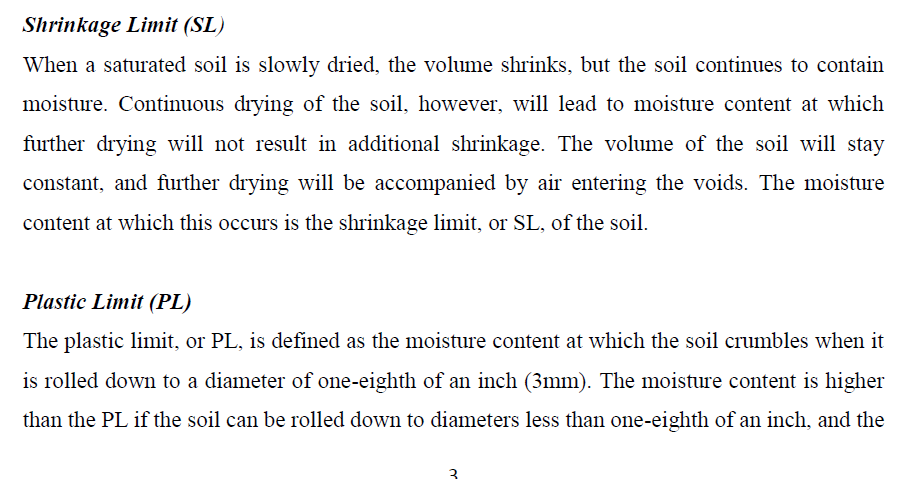 Shrinkage Limit (SL)
When a saturated soil is slowly dried, the volume shrinks, but the soil continues to contain
moisture. Continuous drying of the soil, however, will lead to moisture content at which
further drying will not result in additional shrinkage. The volume of the soil will stay
constant, and further drying will be accompanied by air entering the voids. The moisture
content at which this occurs is the shrinkage limit, or SL, of the soil.
Plastic Limit (PL)
The plastic limit, or PL, is defined as the moisture content at which the soil crumbles when it
is rolled down to a diameter of one-eighth of an inch (3mm). The moisture content is higher
than the PL if the soil can be rolled down to diameters less than one-eighth of an inch, and the
3